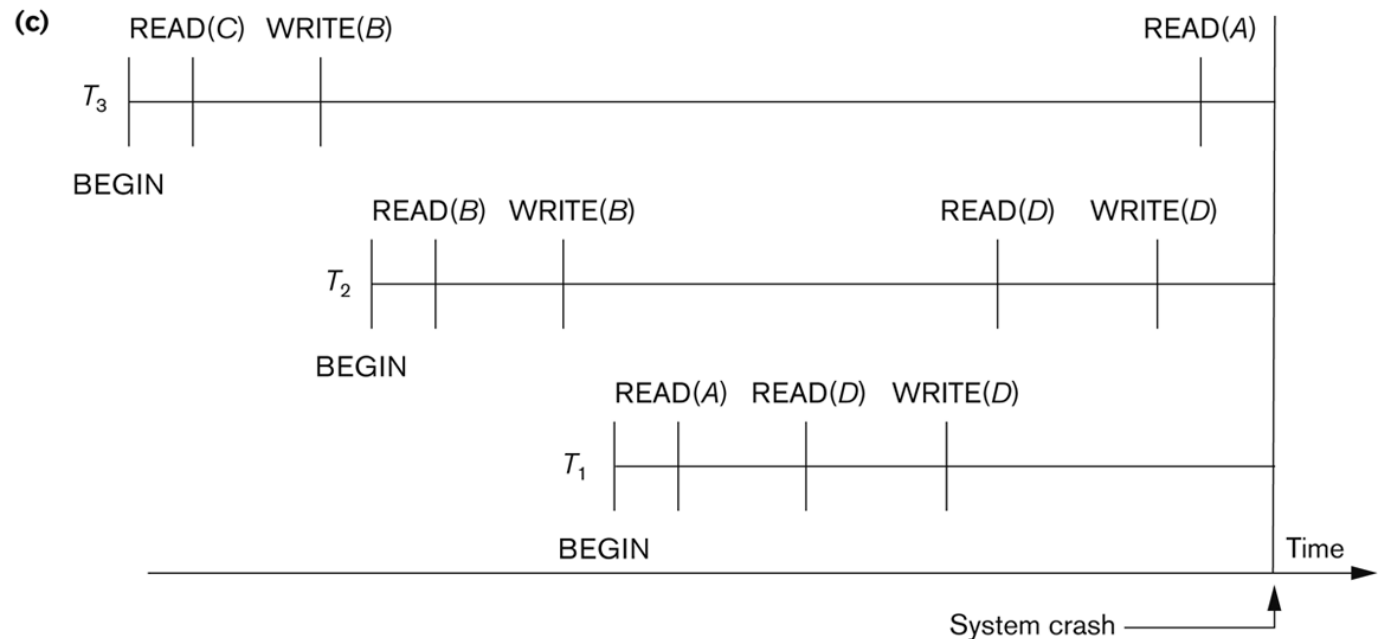 (c)
READ(C) WRITE(B) READ(A)
T3
BEGIN
READ(B) WRITE(B) READ(D) WRITE(D)
T2
BEGIN
READ(A) READ(D) WRITE(D)
T1
BEGIN
Time
System crash